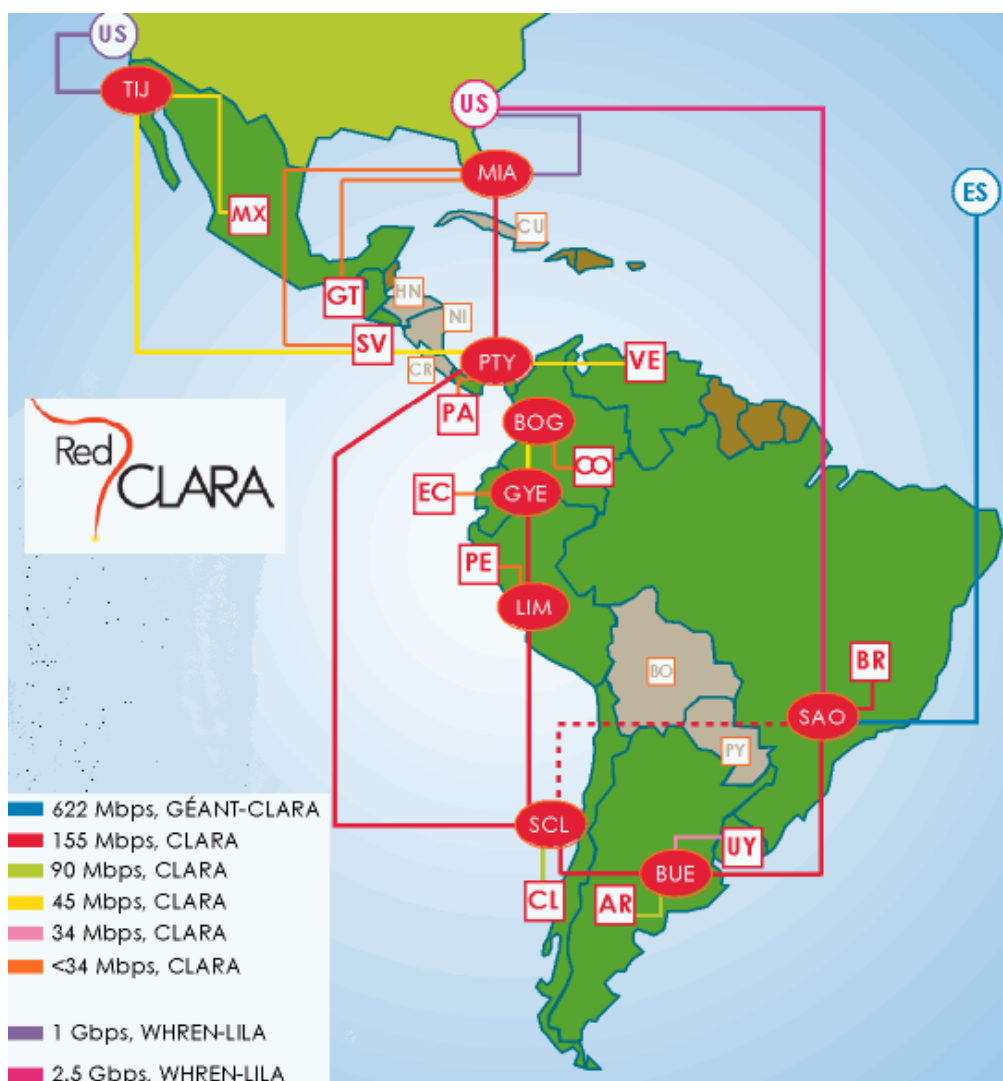 US
TIJ
US
MIA
ES
MX
CU
GT
HN
NI
SV
CR
PTY
VE
PA
BOG
CO
EC
GYE
Red
CLARA
PE
LIM
BO
BR
SAO
PY
SCL
UY
BUE
CL
AR
622 Mbps, GÉANT-CLARA
155 Mbps, CLARA
90 Mbps, CLARA
45 Mbps, CLARA
34 Mbps, CLARA
<34 Mbps, CLARA
1 Gbps, WHREN-LILA
2.5 Gbps, WHREN-LILA